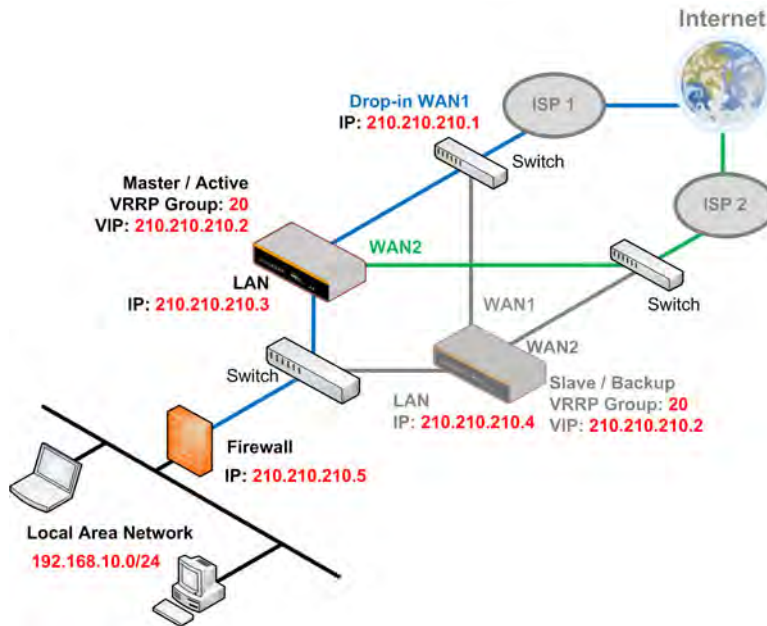 Internet
ISP 1
Drop-in WAN1
IP: 210.210.210.1
Switch
Master / Active
VRRP Group: 20
VIP: 210.210.210.2
ISP 2
WAN2
LAN
IP: 210.210.210.3
Switch
WAN1
WAN2
Switch
Slave / Backup
VRRP Group: 20
VIP: 210.210.210.2
LAN
IP: 210.210.210.4
Firewall
IP: 210.210.210.5
Local Area Network
192.168.10.0/24